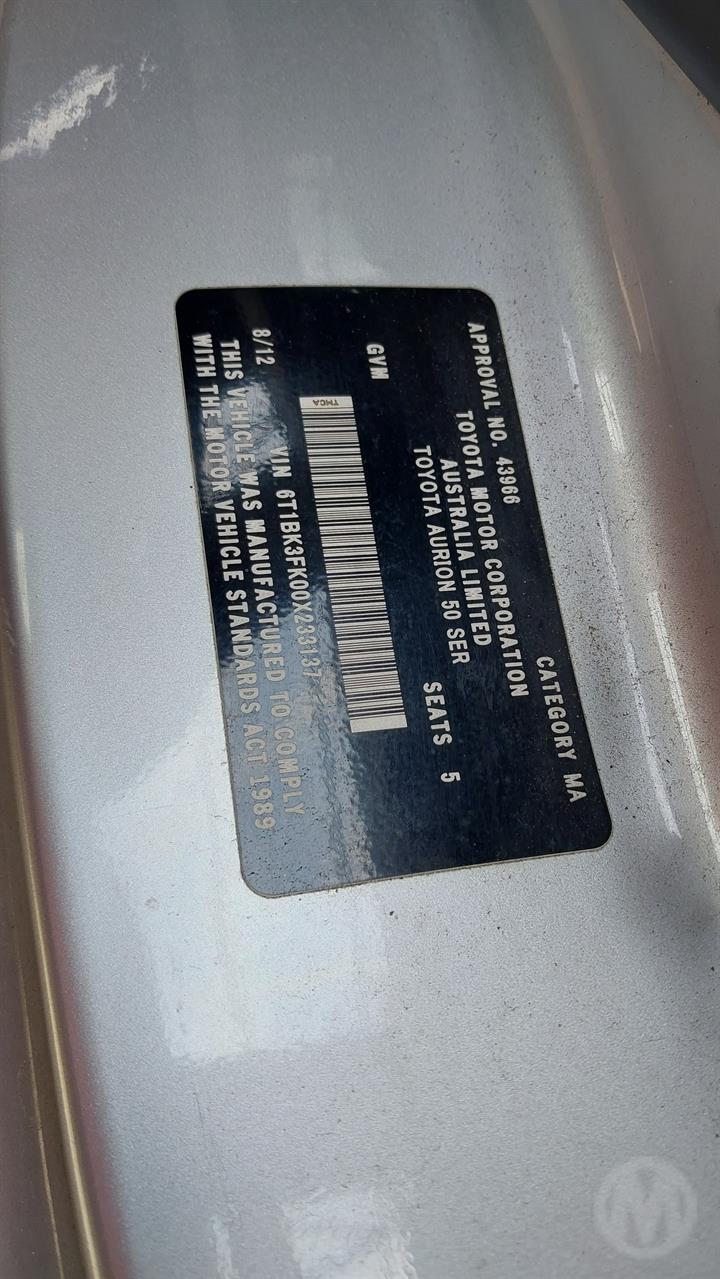 APPROVAL NO. 43966 CATEGORY MA
TOYOTA MOTOR CORPORATION
AUSTRALIA LIMITED
TOYOTA AURION 50 SER
GVM SEATS 5
TMCA
8/12 VIN 6T1BK3FK00X233137
THIS VEHICLE WAS MANUFACTURED TO COMPLY
WITH THE MOTOR VEHICLE STANDARDS ACT 1989
M